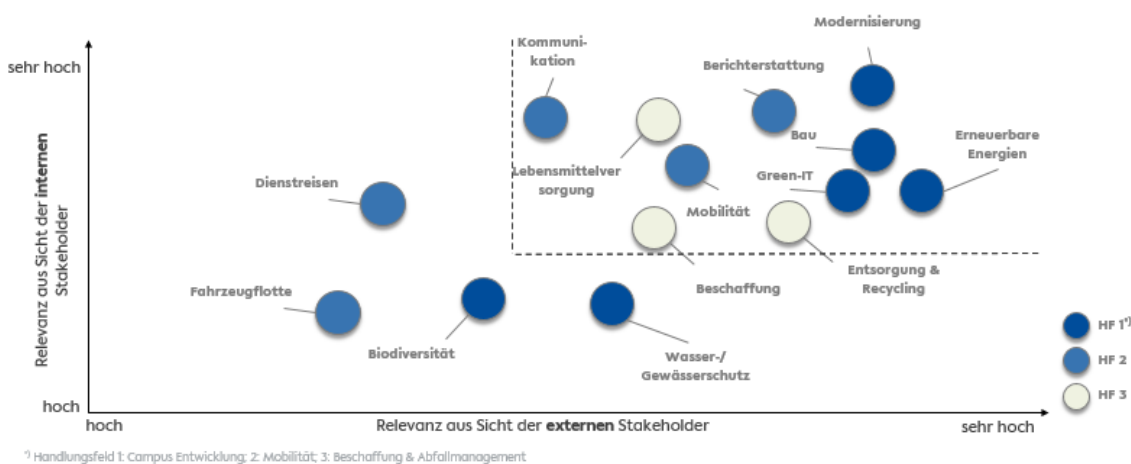 Modernisierung
Kommuni-
kation
sehr hoch
Berichterstattung
Bau
Erneuerbare
Energien
Lebensmittelver
sorgung
Green-IT
Dienstreisen
Mobilität
Relevanz aus Sicht der internen
Stakeholder
Entsorgung &
Recycling
Beschaffung
Fahrzeugflotte
Biodiversität
Wasser-/
Gewässerschutz
HF 1*)
HF 2
HF 3
hoch
hoch
Relevanz aus Sicht der externen Stakeholder
sehr hoch
*) Handlungsfeld 1: Campus Entwicklung; 2: Mobilität; 3: Beschaffung & Abfallmanagement